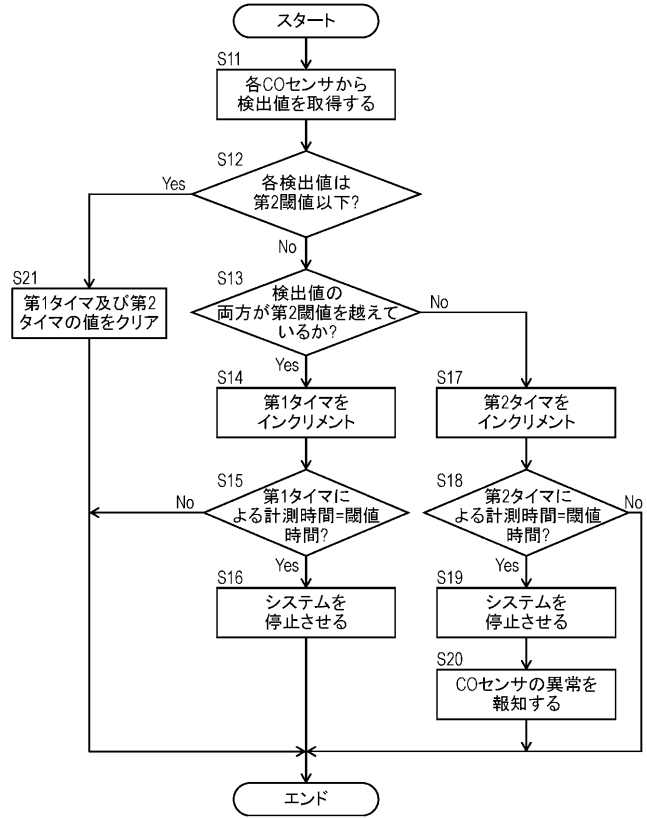 スタート
S11
各COセンサから
検出値を取得する
S12
各検出値は
第2閾値以下?
Yes
No
S21
第1タイマ及び第2
タイマの値をクリア
S13
検出値の
両方が第2閾値を越えて
いるか?
No
Yes
S14
第1タイマを
インクリメント
S17
第2タイマを
インクリメント
S15
第1タイマに
よる計測時間=閾値
時間?
No
Yes
S18
第2タイマに
よる計測時間=閾値
時間?
No
Yes
S16
システムを
停止させる
S19
システムを
停止させる
S20
COセンサの異常を
報知する
エンド